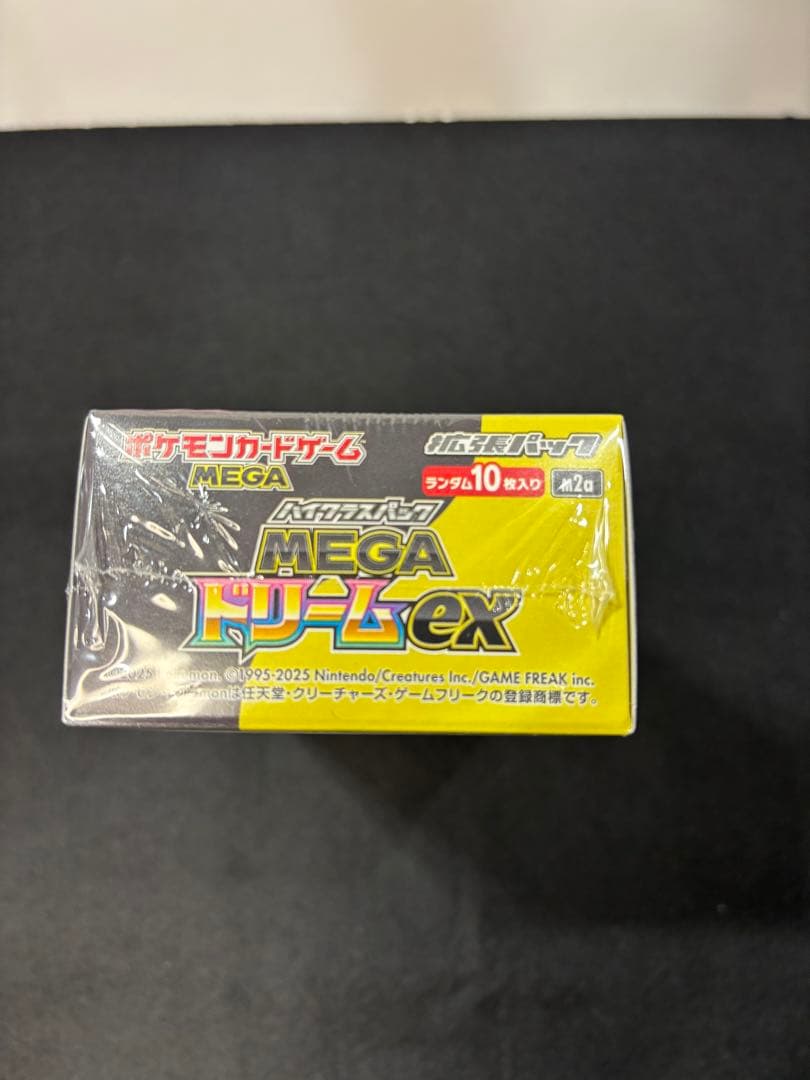 ポケモンカードゲーム
MEGA
拡張パック
ランダム10枚入り
M2a
ハイクラスパック
MEGA
ドリームex
©1995-2025 Nintendo/Creatures Inc./GAME FREAK inc.
は任天堂・クリーチャーズ・ゲームフリークの登録商標です。